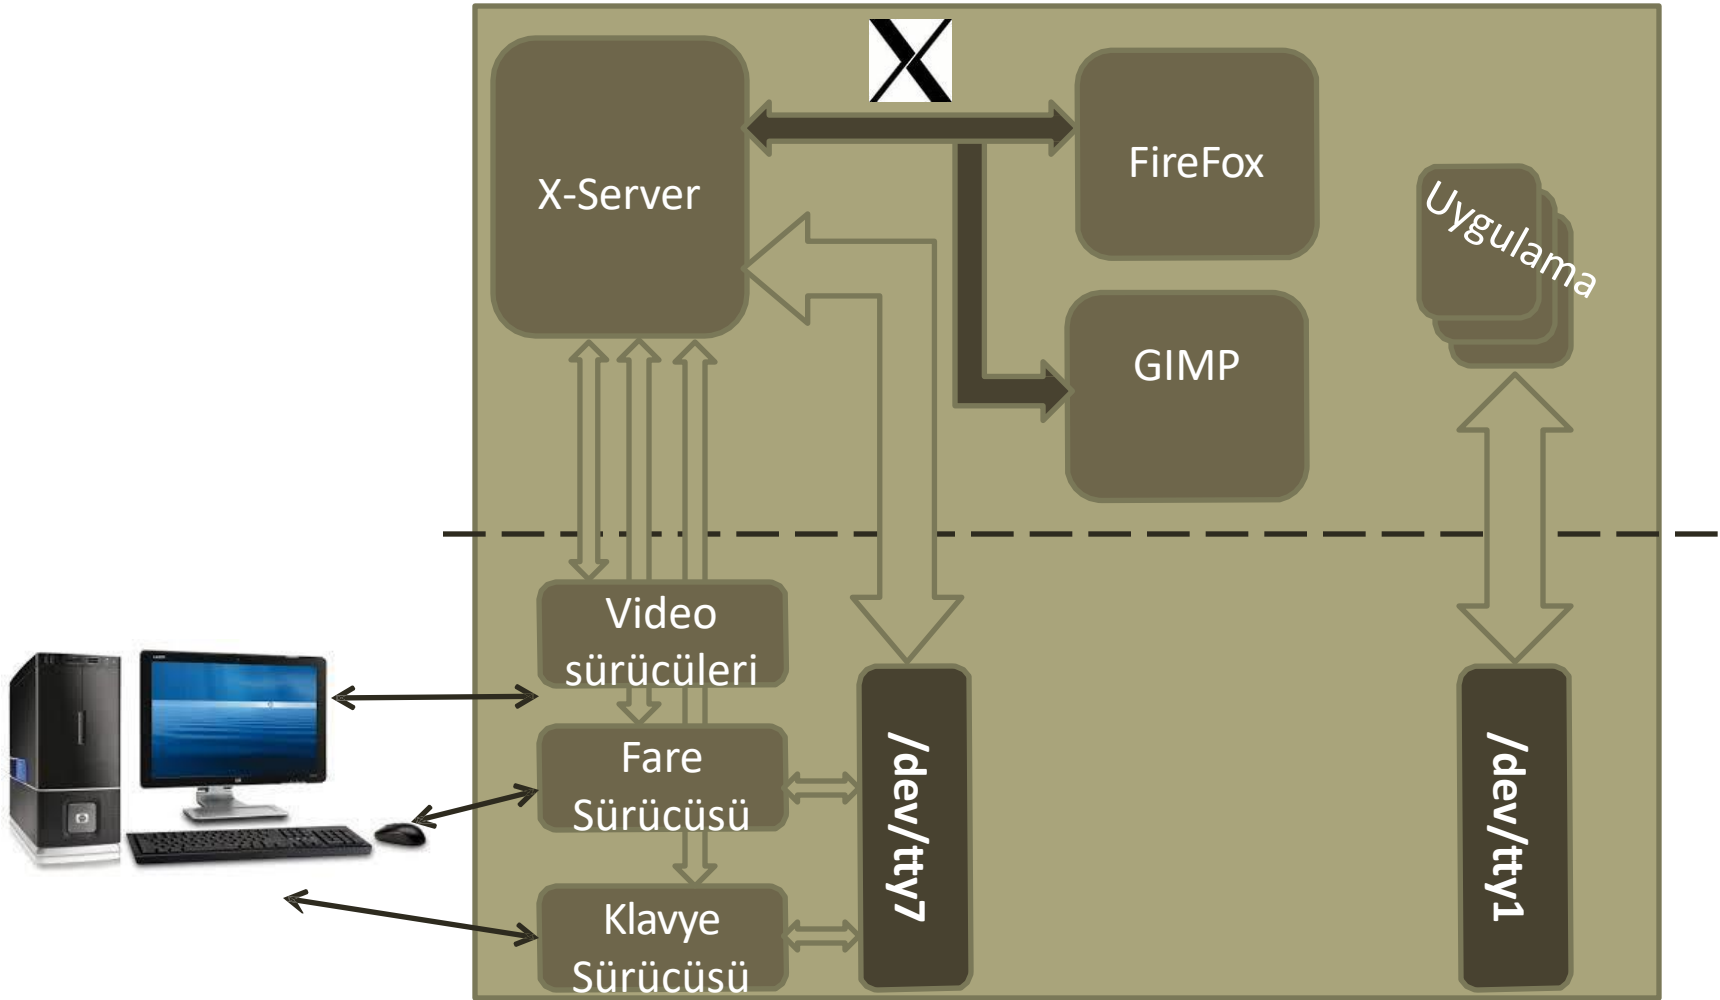 X
X-Server
FireFox
Uygulama
GIMP
Video
sürücüleri
Fare
Sürücüsü
Klavye
Sürücüsü
/dev/tty7
/dev/tty1